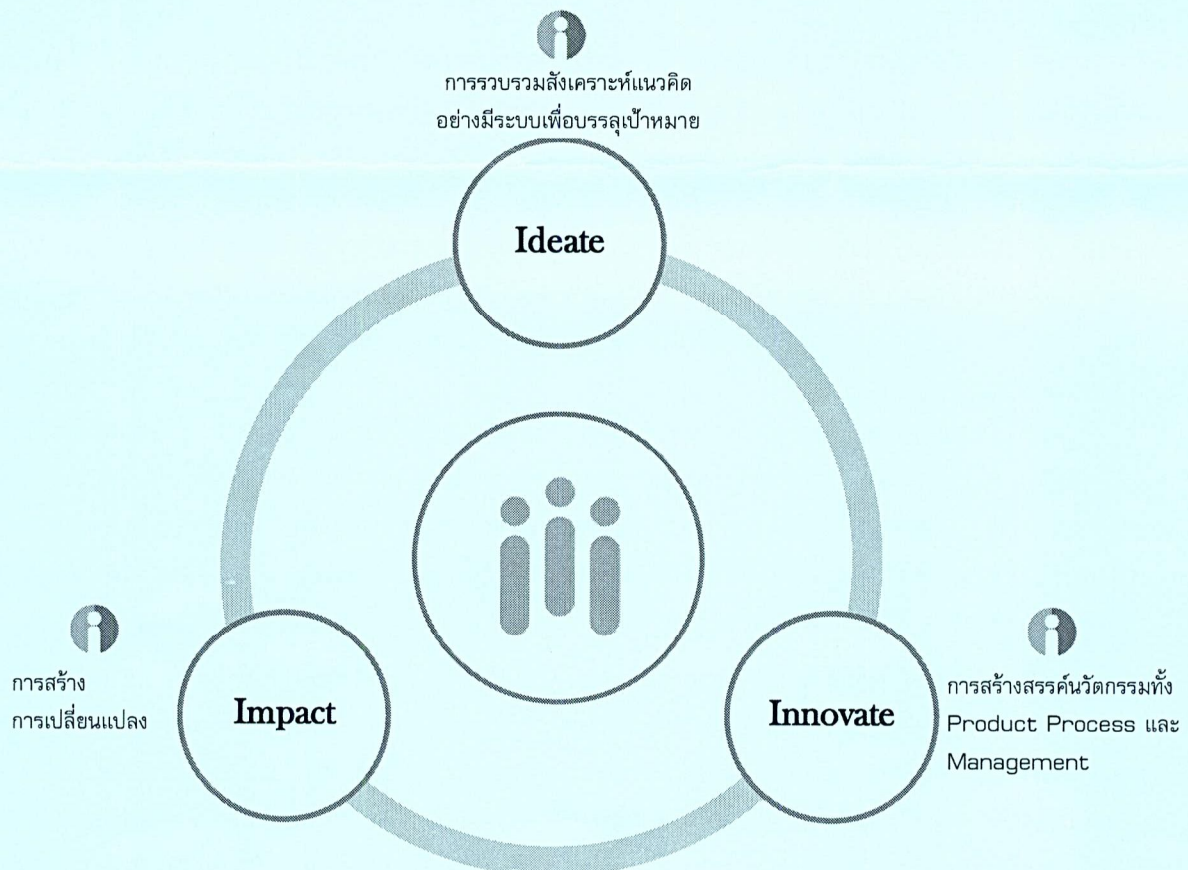 การรวบรวมสังเคราะห์แนวคิด
อย่างมีระบบเพื่อบรรลุเป้าหมาย
Ideate
การสร้าง
การเปลี่ยนแปลง
Impact
Innovate
การสร้างสรรค์นวัตกรรมทั้ง
Product Process และ
Management